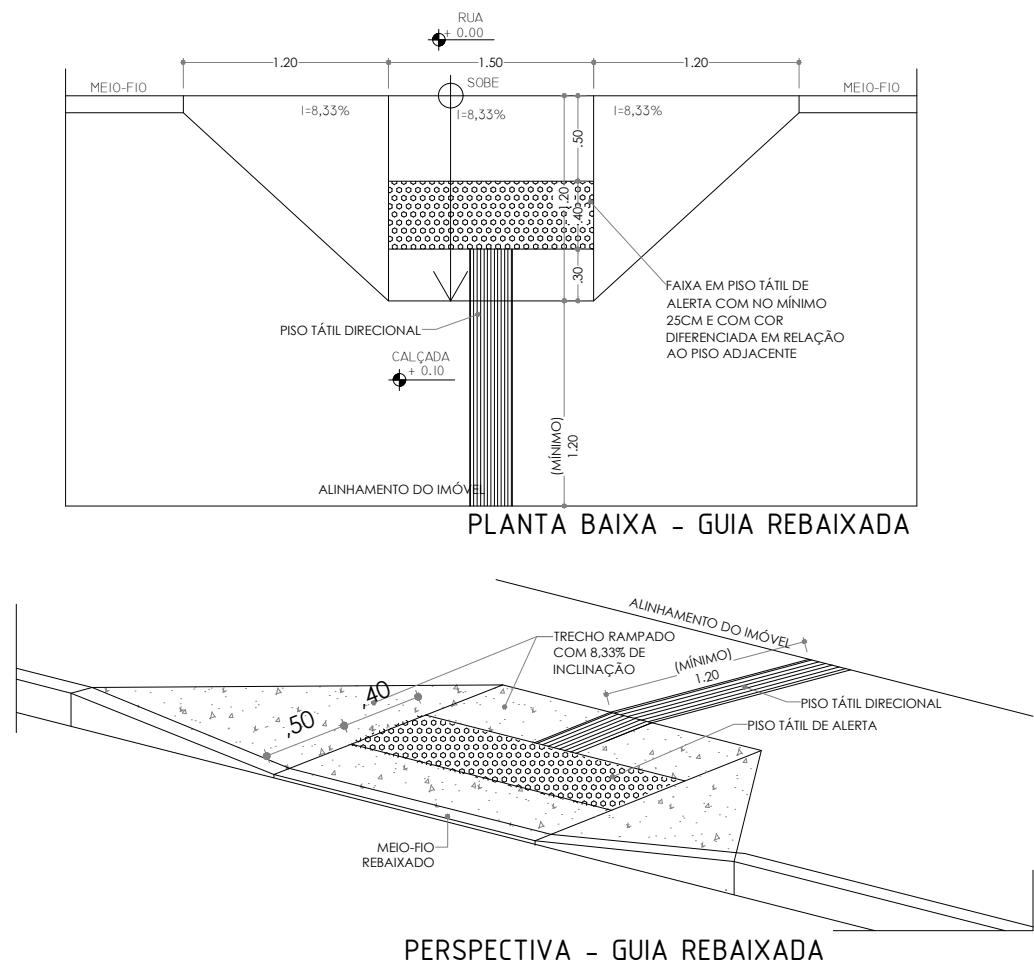 RUA
+ 0.00
1.20
1.50
1.20
MEIO-FIO
SOBE
MEIO-FIO
I=8,33%
I=8,33%
I=8,33%
.50
1.20
.40
.30
FAIXA EM PISO TÁTIL DE
ALERTA COM NO MÍNIMO
25CM E COM COR
DIFERENCIADA EM RELAÇÃO
AO PISO ADJACENTE
PISO TÁTIL DIRECIONAL
CALÇADA
+ 0.10
(MÍNIMO)
1.20
ALINHAMENTO DO IMÓVEL
PLANTA BAIXA - GUIA REBAIXADA
ALINHAMENTO DO IMÓVEL
TRECHO RAMPADO
COM 8,33% DE
INCLINAÇÃO
(MÍNIMO)
1.20
,40
,50
PISO TÁTIL DIRECIONAL
PISO TÁTIL DE ALERTA
MEIO-FIO
REBAIXADO
PERSPECTIVA - GUIA REBAIXADA